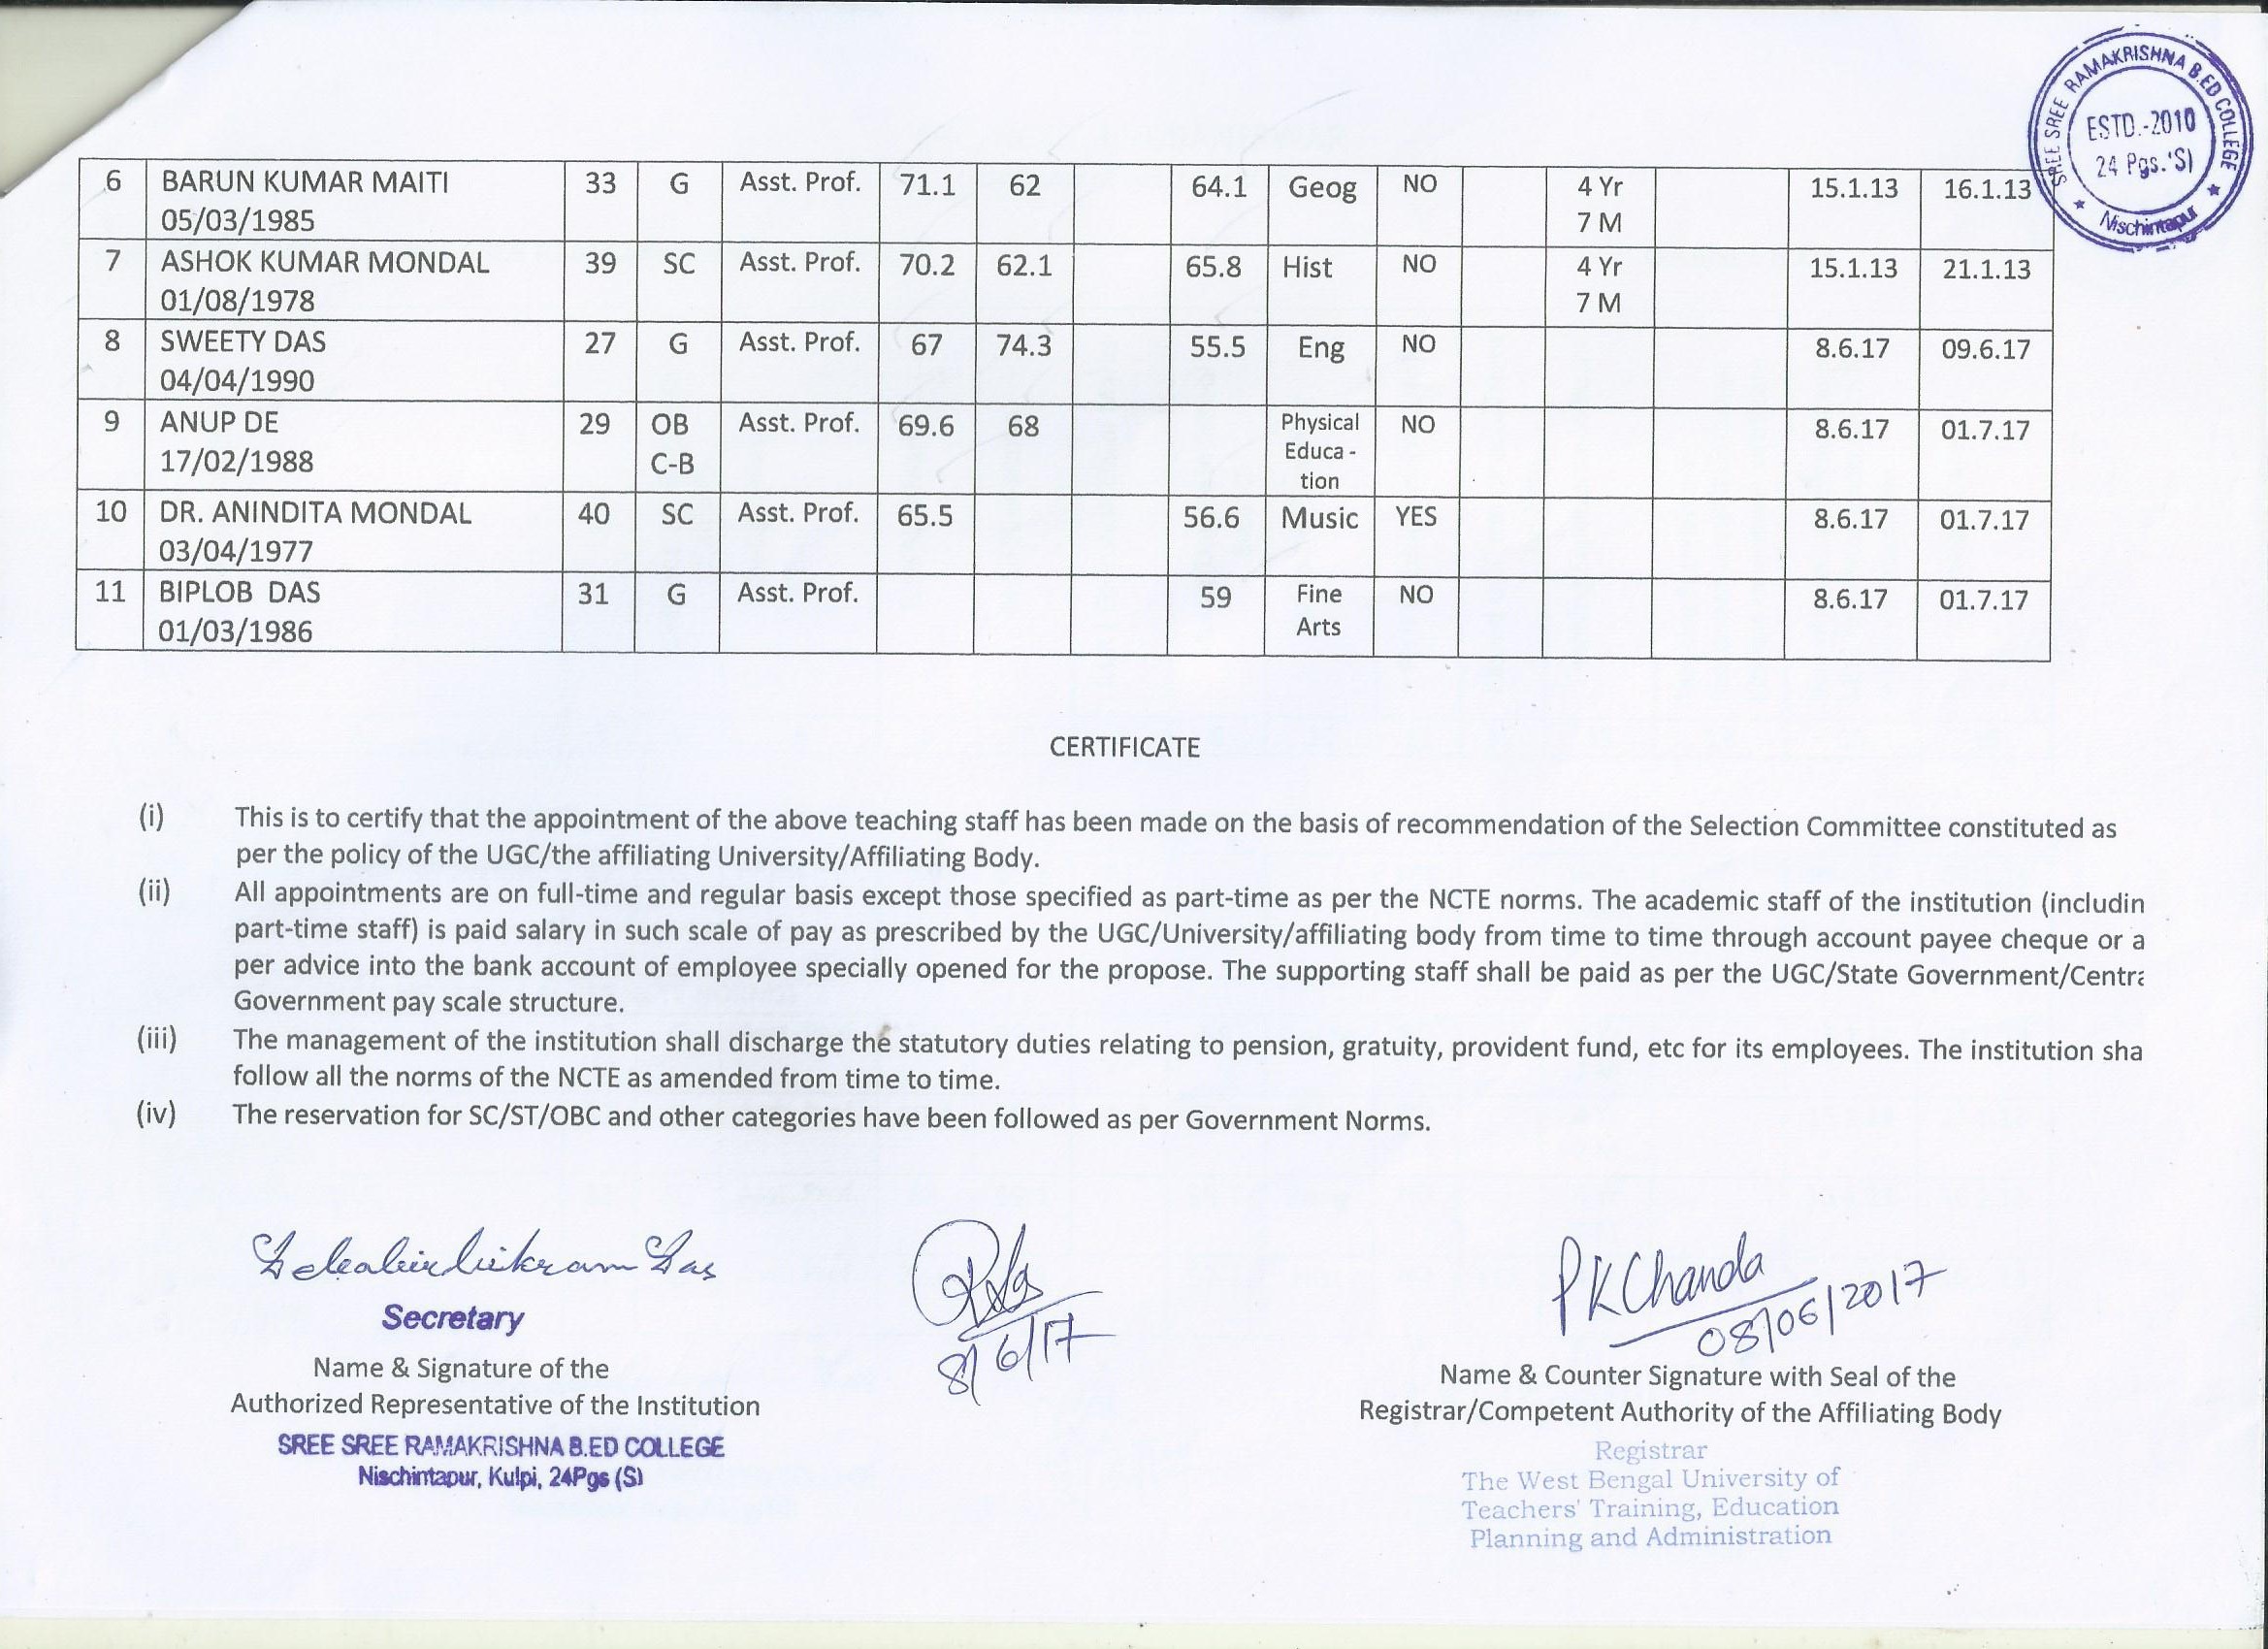 SREE SREE RAMAKRISHNA B.ED COLLEGE
ESTD.-2010
24 Pgs.'S)
★ Nischintapur ★
6 BARUN KUMAR MAITI 33 G Asst. Prof. 71.1 62 64.1 Geog NO 4 Yr 15.1.13 16.1.13
05/03/1985 7 M
7 ASHOK KUMAR MONDAL 39 SC Asst. Prof. 70.2 62.1 65.8 Hist NO 4 Yr 15.1.13 21.1.13
01/08/1978 7 M
8 SWEETY DAS 27 G Asst. Prof. 67 74.3 55.5 Eng NO 8.6.17 09.6.17
04/04/1990
9 ANUP DE 29 OB Asst. Prof. 69.6 68 Physical NO 8.6.17 01.7.17
17/02/1988 C-B Educa -
tion
10 DR. ANINDITA MONDAL 40 SC Asst. Prof. 65.5 56.6 Music YES 8.6.17 01.7.17
03/04/1977
11 BIPLOB DAS 31 G Asst. Prof. 59 Fine NO 8.6.17 01.7.17
01/03/1986 Arts
CERTIFICATE
(i) This is to certify that the appointment of the above teaching staff has been made on the basis of recommendation of the Selection Committee constituted as
per the policy of the UGC/the affiliating University/Affiliating Body.
(ii) All appointments are on full-time and regular basis except those specified as part-time as per the NCTE norms. The academic staff of the institution (includin
part-time staff) is paid salary in such scale of pay as prescribed by the UGC/University/affiliating body from time to time through account payee cheque or a
per advice into the bank account of employee specially opened for the propose. The supporting staff shall be paid as per the UGC/State Government/Centra
Government pay scale structure.
(iii) The management of the institution shall discharge the statutory duties relating to pension, gratuity, provident fund, etc for its employees. The institution sha
follow all the norms of the NCTE as amended from time to time.
(iv) The reservation for SC/ST/OBC and other categories have been followed as per Government Norms.
Das
Secretary
Name & Signature of the
Authorized Representative of the Institution
SREE SREE RAMAKRISHNA B.ED COLLEGE
Nischintapur, Kulpi, 24Pgs (S)
8/6/17
PKChanda
08/06/2017
Name & Counter Signature with Seal of the
Registrar/Competent Authority of the Affiliating Body
Registrar
The West Bengal University of
Teachers' Training, Education
Planning and Administration